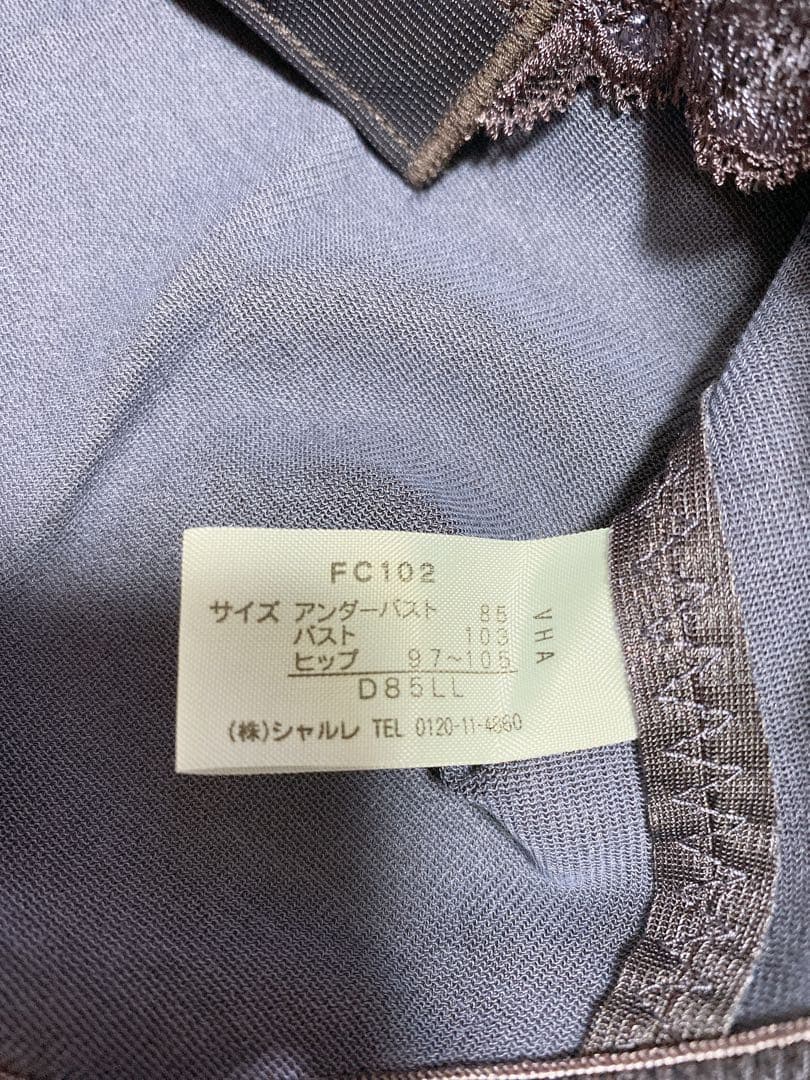 FC102
サイズ アンダーバスト 85
バスト 103
ヒップ 97~105
D85LL
(株)シャルレ TEL 0120-11-4860
VHA